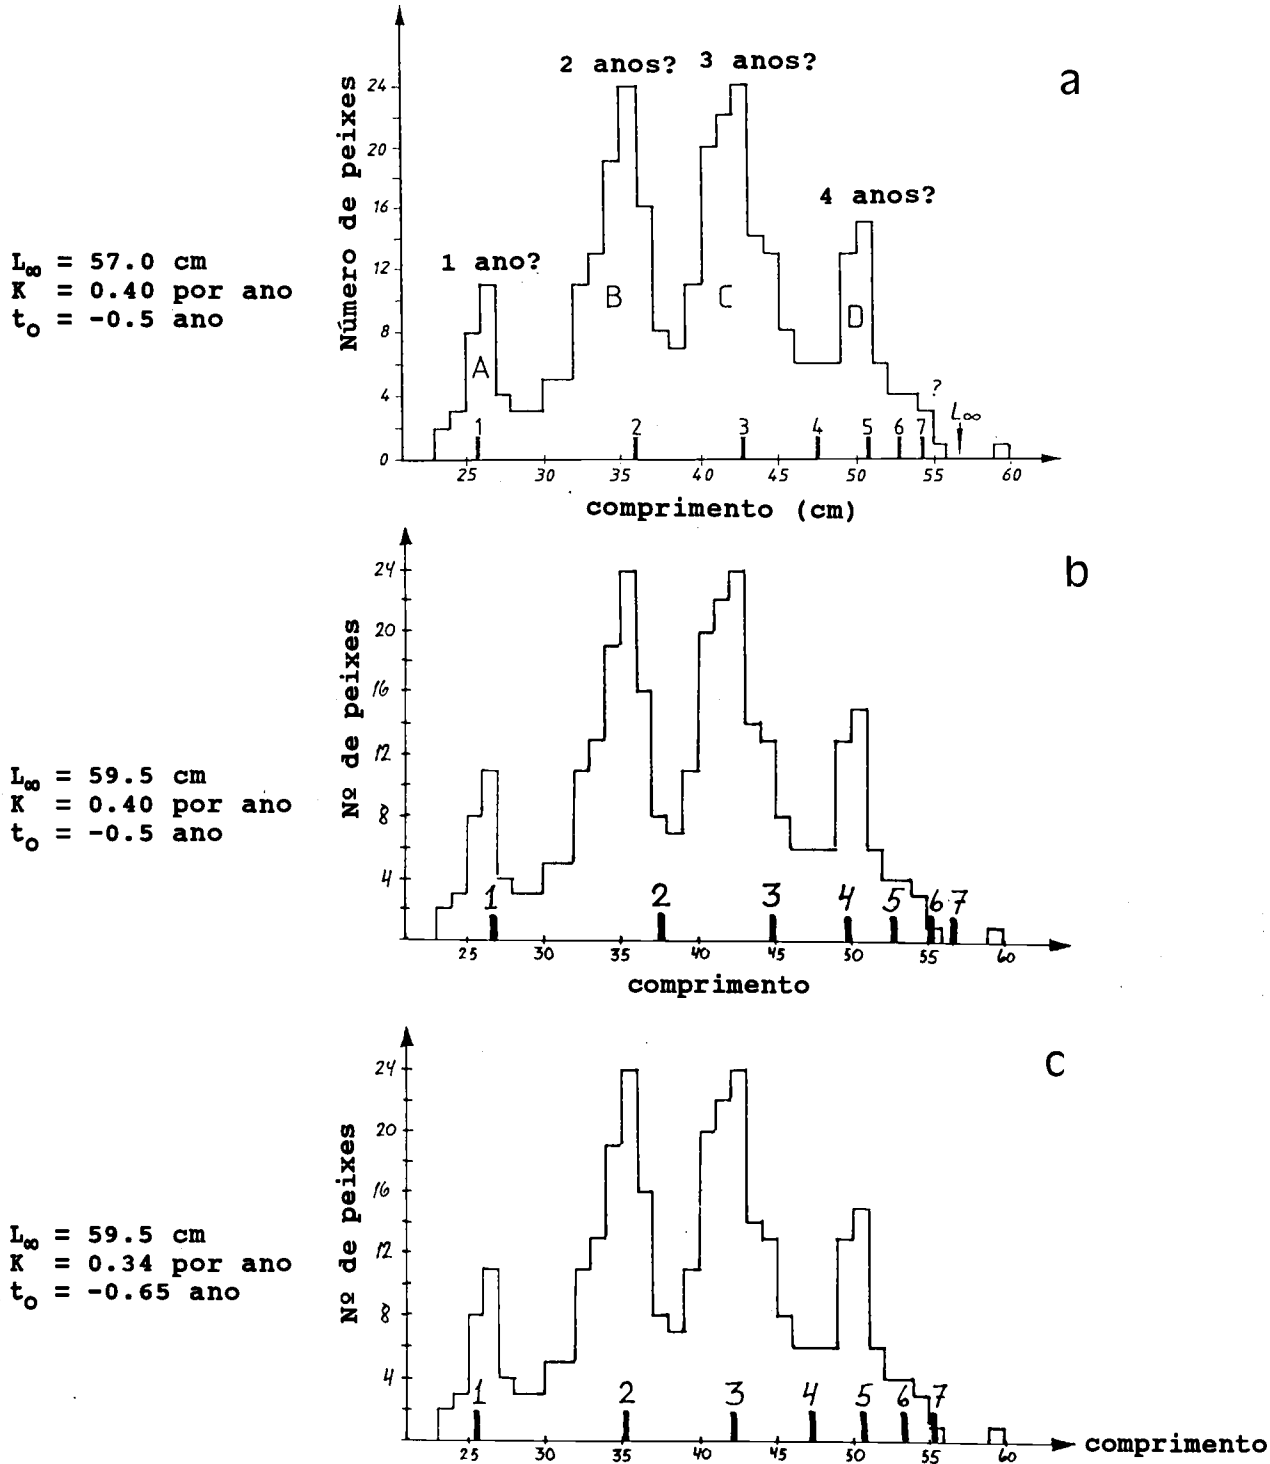 a
2 anos? 3 anos?
4 anos?
1 ano?
Número de peixes
24
20
16
12
8
4
0
A
B
C
D
?
L∞
1 2 3 4 5 6 7
25 30 35 40 45 50 55 60
comprimento (cm)
L∞ = 57.0 cm
K = 0.40 por ano
to = -0.5 ano
b
Nº de peixes
24
20
16
12
8
4
1 2 3 4 5 6 7
25 30 35 40 45 50 55 60
comprimento
L∞ = 59.5 cm
K = 0.40 por ano
to = -0.5 ano
c
Nº de peixes
24
20
16
12
8
4
1 2 3 4 5 6 7
25 30 35 40 45 50 55 60
comprimento
L∞ = 59.5 cm
K = 0.34 por ano
to = -0.65 ano